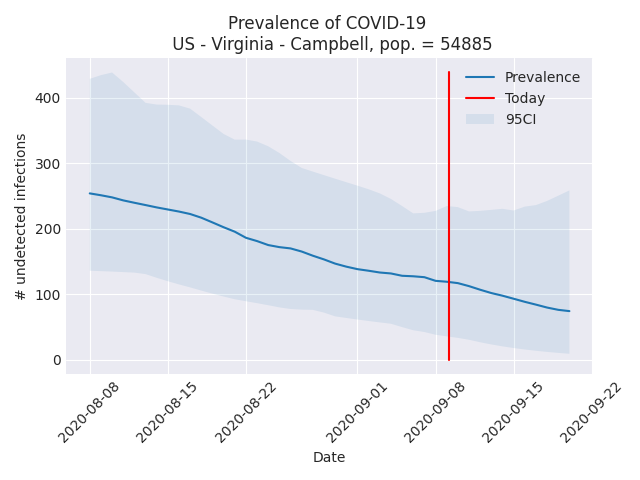 Prevalence of COVID-19
US - Virginia - Campbell, pop. = 54885
Prevalence
Today
95CI
400
300
200
100
0
# undetected infections
2020-08-08
2020-08-15
2020-08-22
2020-09-01
2020-09-08
2020-09-15
2020-09-22
Date